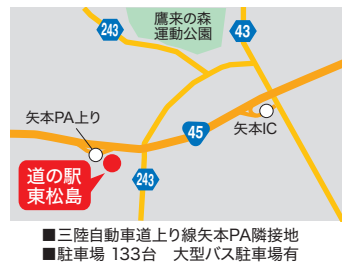 鷹来の森
運動公園
243
43
矢本PA上り
45
矢本IC
道の駅
東松島
243
■三陸自動車道上り線矢本PA隣接地
■駐車場 133台　大型バス駐車場有